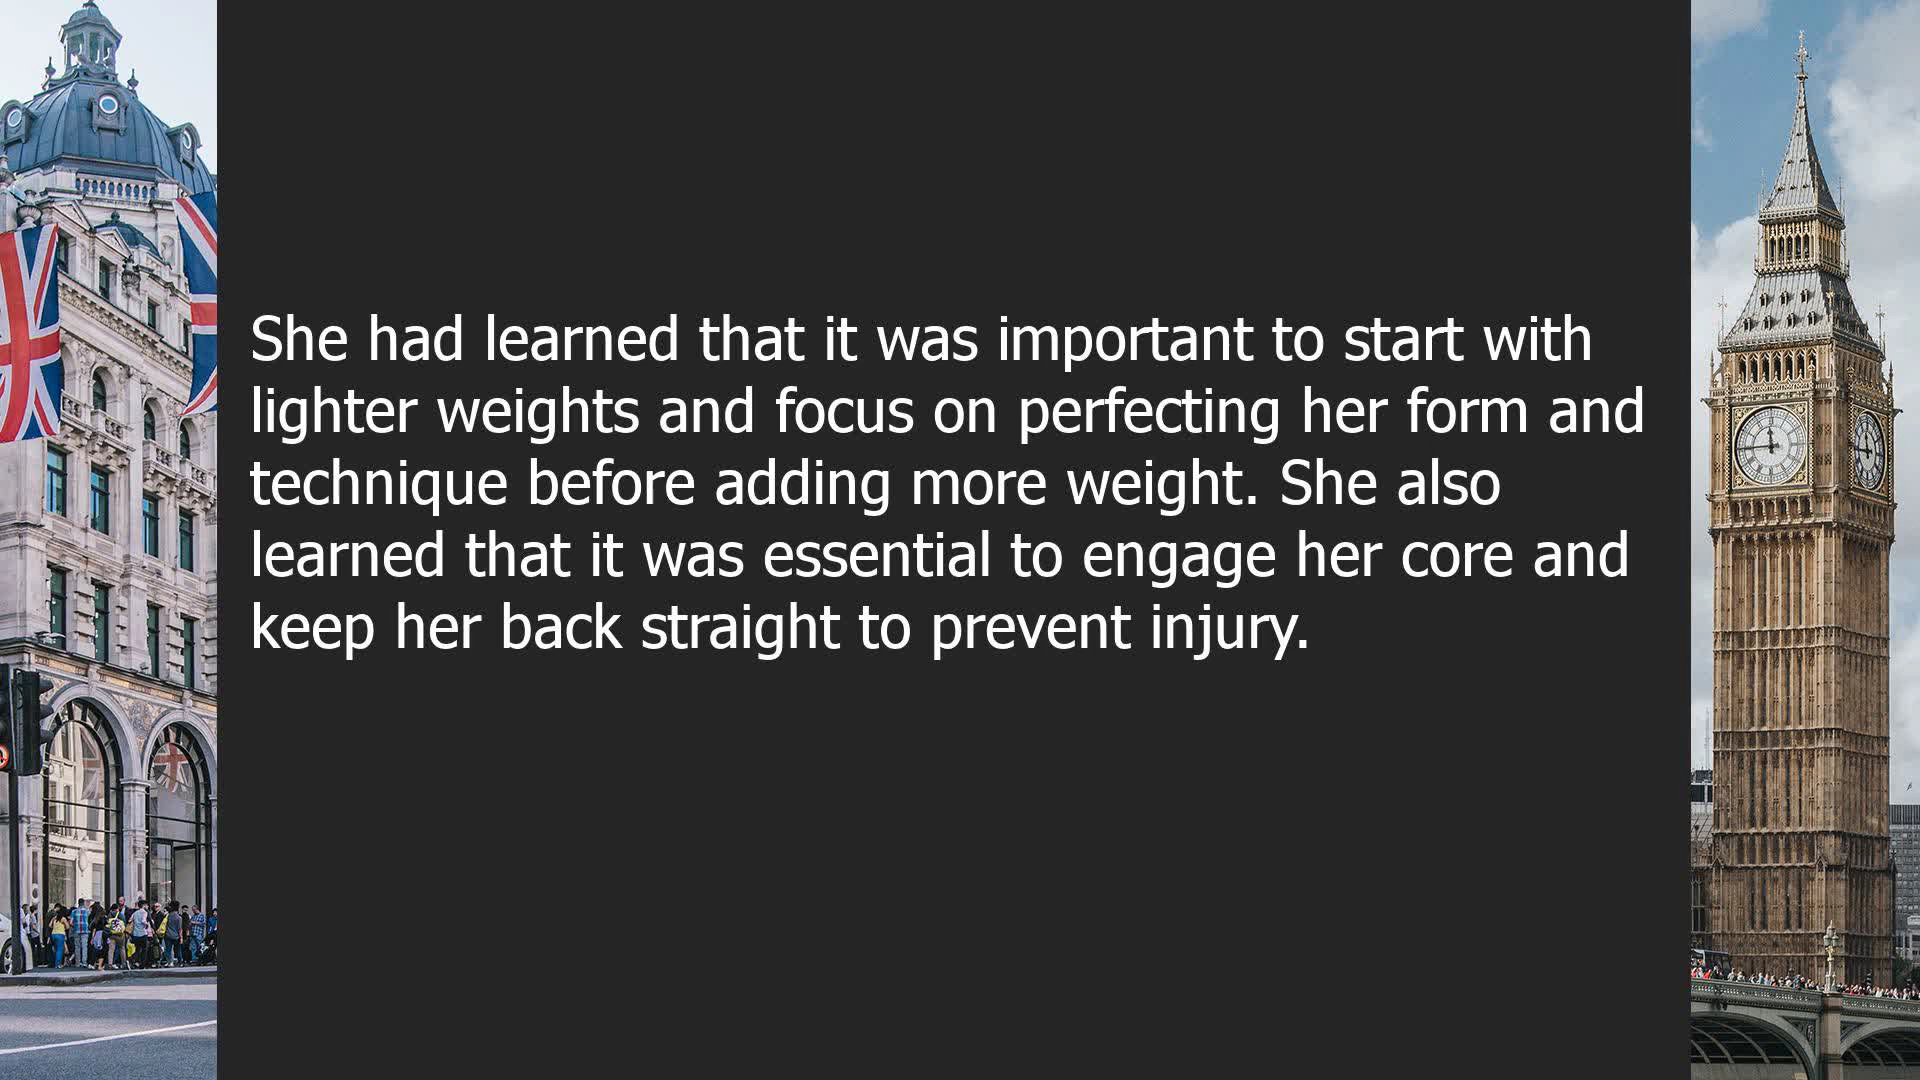 She had learned that it was important to start with
lighter weights and focus on perfecting her form and
technique before adding more weight. She also
learned that it was essential to engage her core and
keep her back straight to prevent injury.